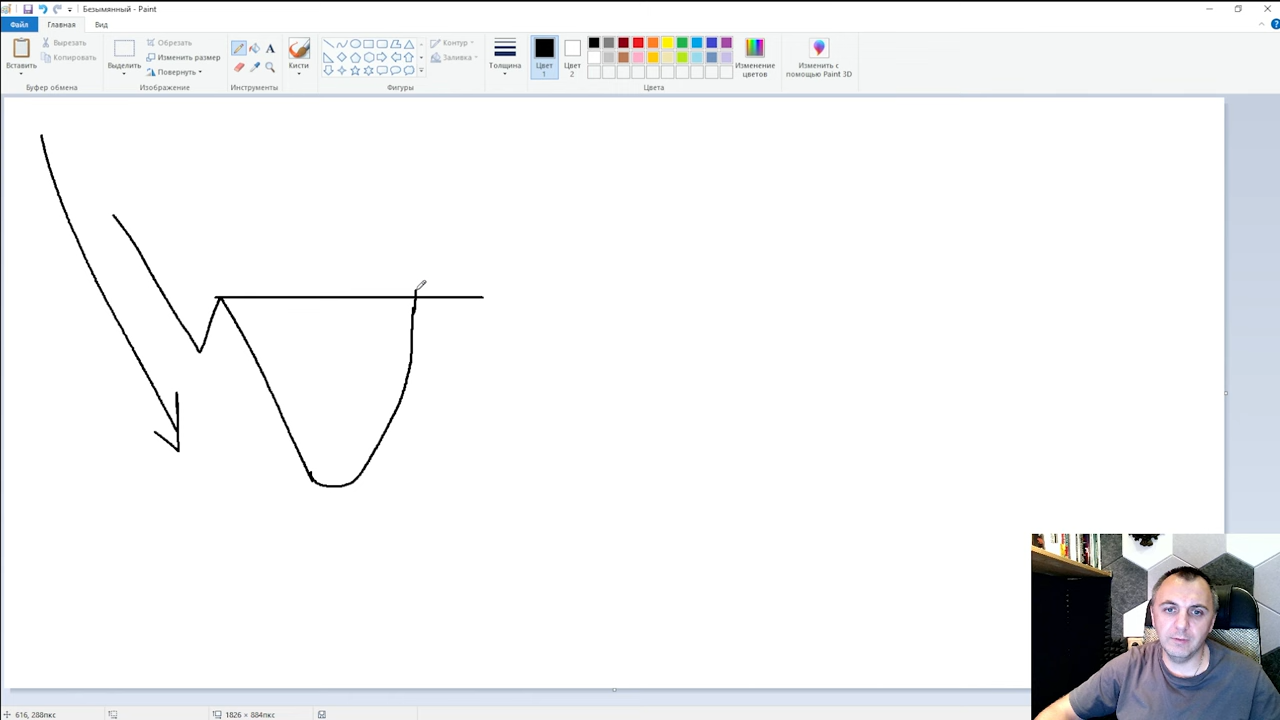 Безымянный - Paint
Файл
Главная
Вид
Вставить
Вырезать
Копировать
Буфер обмена
Выделить
Обрезать
Изменить размер
Повернуть
Изображение
A
Инструменты
Кисти
Контур
Заливка
Фигуры
Толщина
Цвет
1
Цвет
2
Изменение
цветов
Изменить с
помощью Paint 3D
Цвета
616, 288пкс
1826 × 884пкс